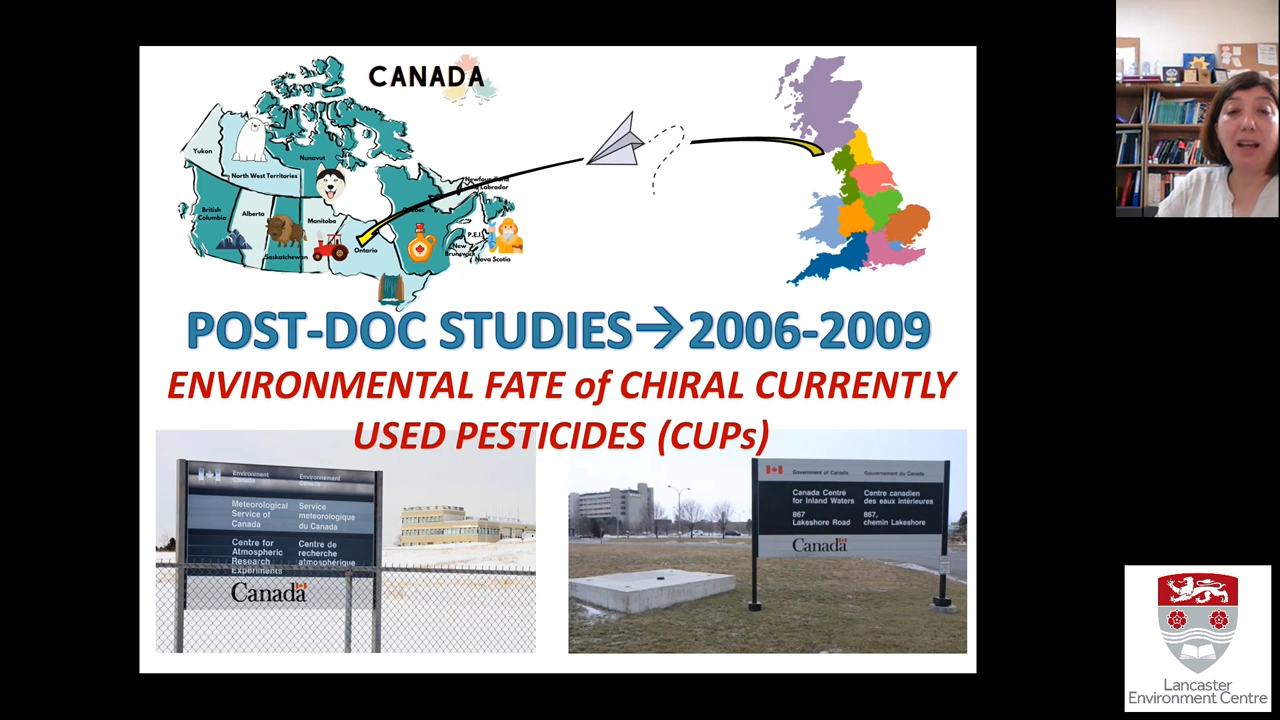 CANADA
Yukon
Nunavut
North West Territories
British
Columbia
Alberta
Manitoba
Saskatchewan
Ontario
P.E.I.
New
Brunswick
Nova Scotia
POST-DOC STUDIES→2006-2009
ENVIRONMENTAL FATE of CHIRAL CURRENTLY
USED PESTICIDES (CUPs)
Environment Environnement
Canada Canada
Meteorological Service
Service of meteorologique
Canada du Canada
Centre for Centre de
Atmospheric recherche
Research atmosphérique
Experiments
Canada
Government of Canada Gouvernement du Canada
Canada Centre Centre canadien
for Inland Waters des eaux intérieures
867 867,
Lakeshore Road chemin Lakeshore
Canada
Lancaster
Environment Centre